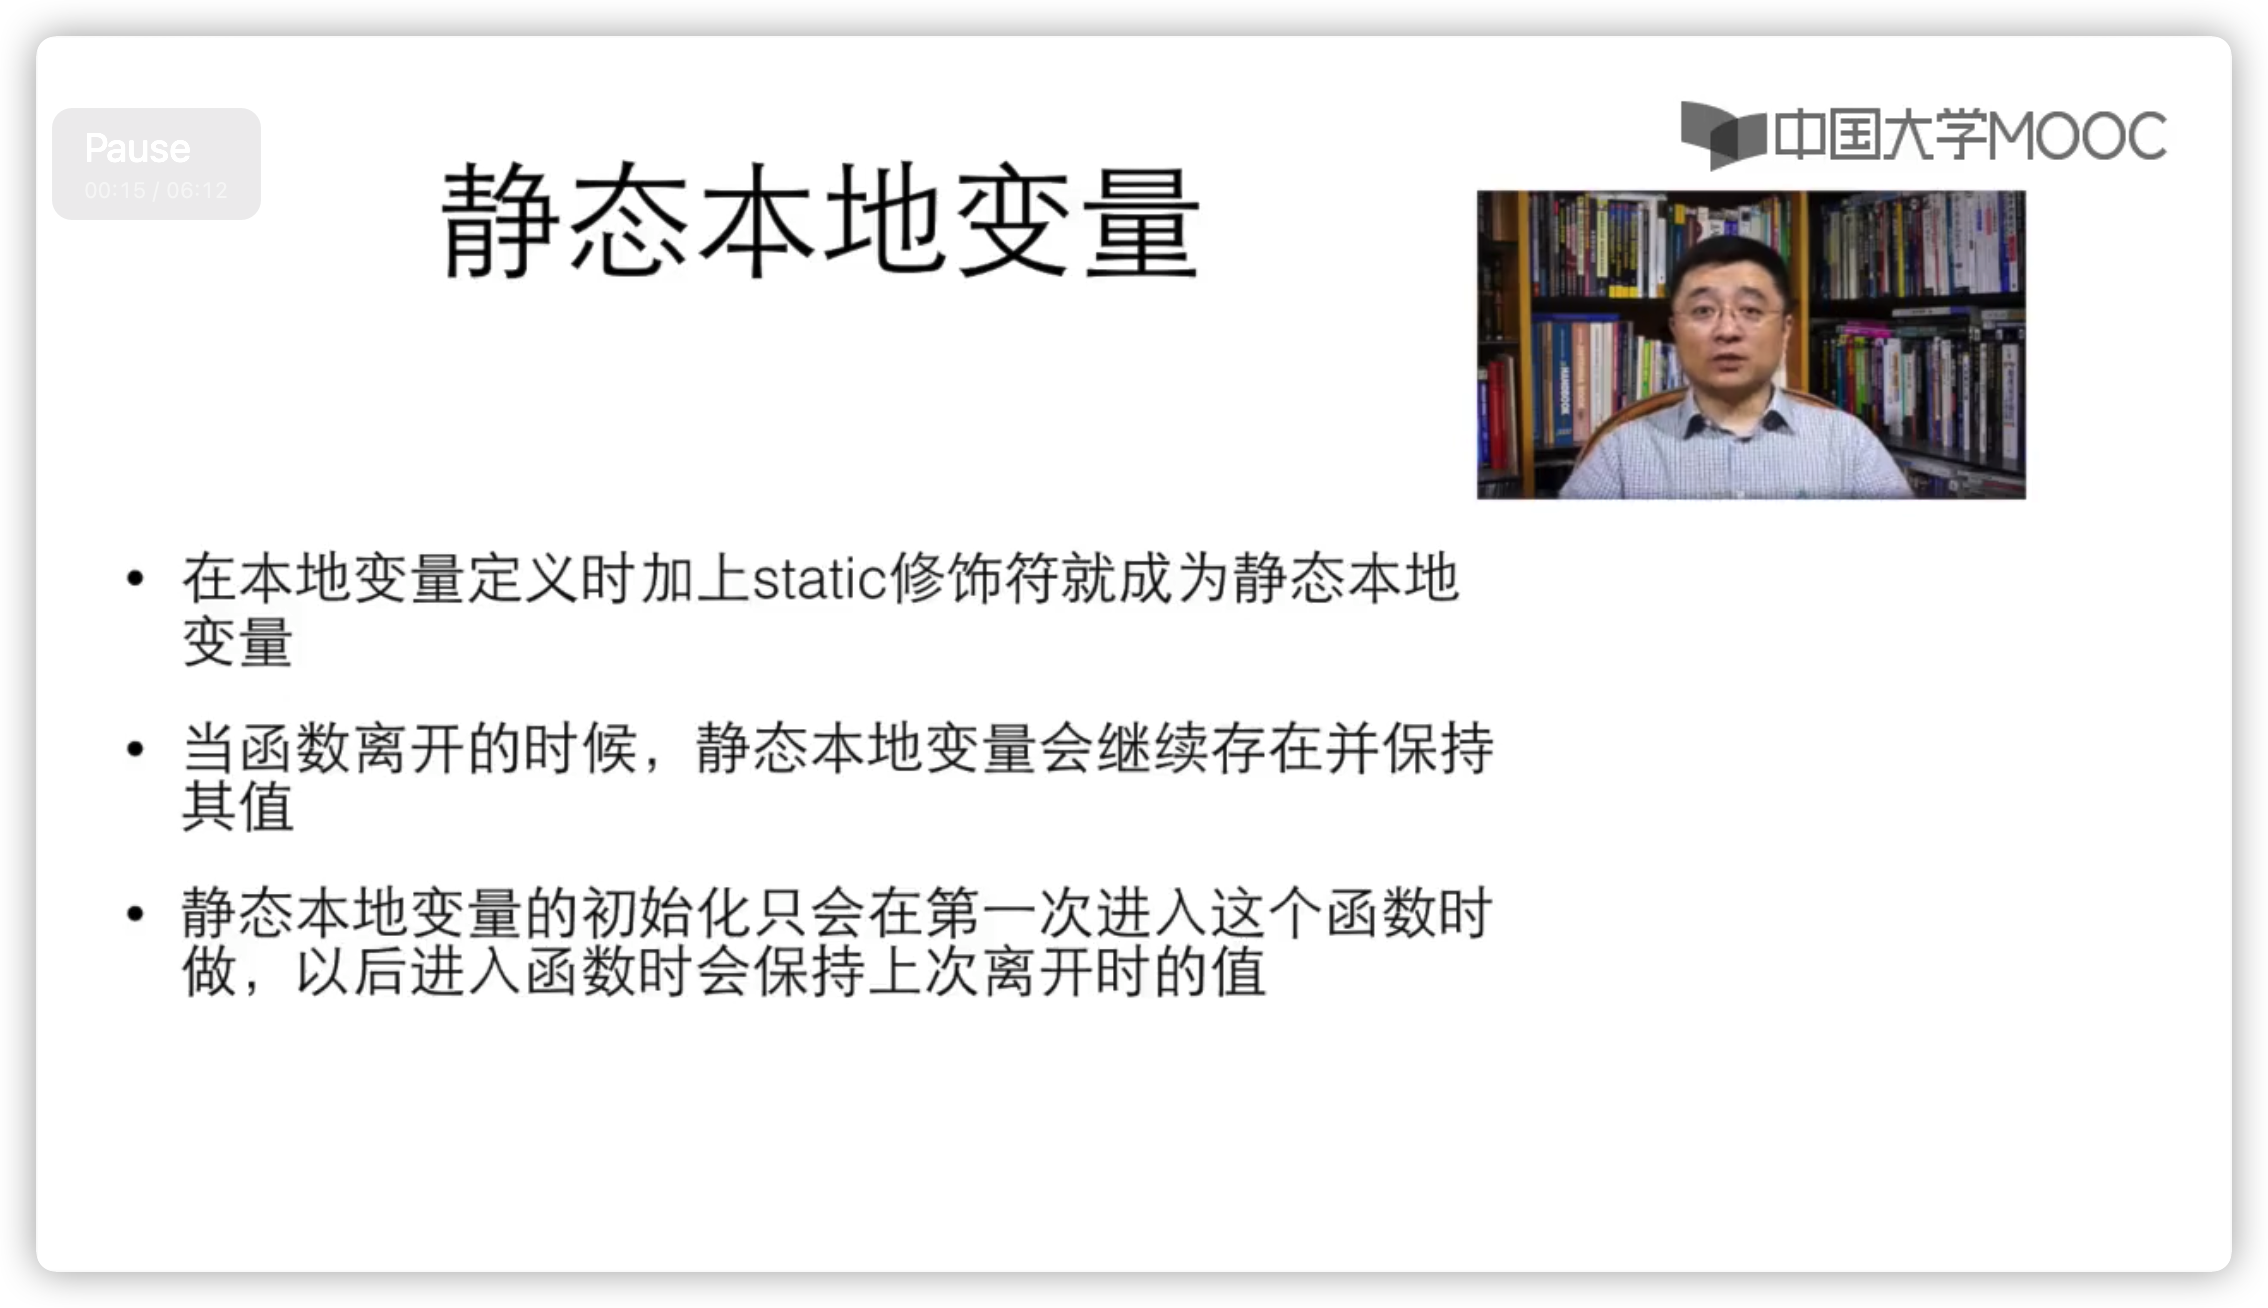 Pause
00:15 / 06:12
中国大学MOOC
静态本地变量
在本地变量定义时加上static修饰符就成为静态本地
变量
当函数离开的时候，静态本地变量会继续存在并保持
其值
静态本地变量的初始化只会在第一次进入这个函数时
做，以后进入函数时会保持上次离开时的值